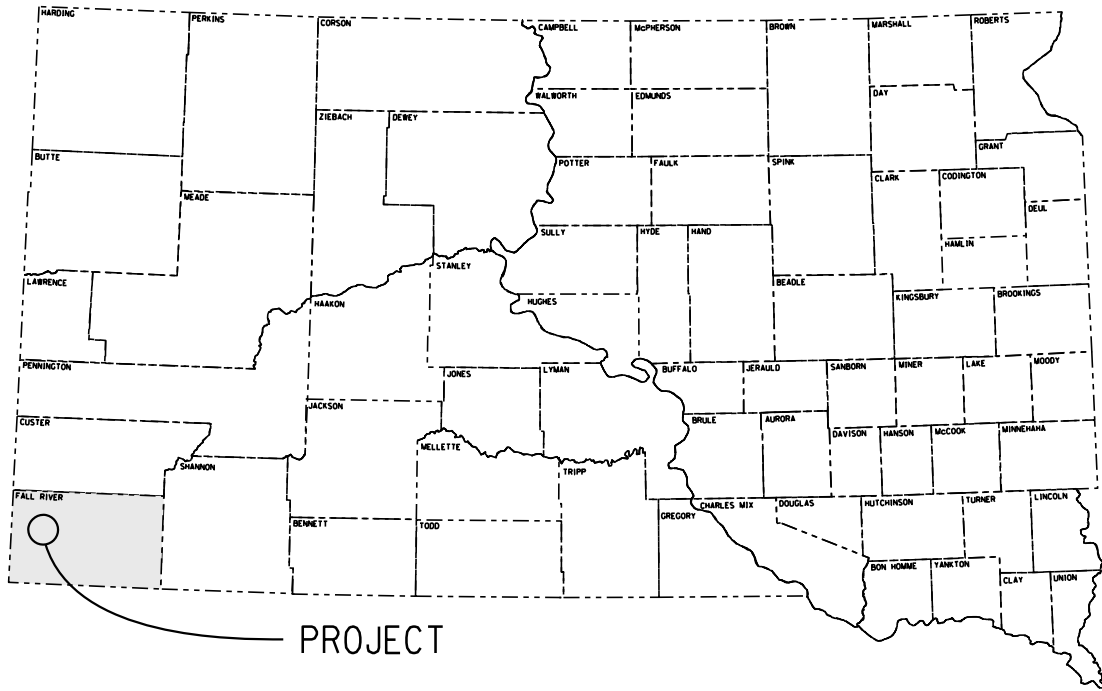 HARDING
PERKINS
CORSON
CAMPBELL
McPHERSON
BROWN
MARSHALL
ROBERTS
WALWORTH
EDMUNDS
DAY
ZIEBACH
DEWEY
GRANT
BUTTE
POTTER
FAULK
SPINK
CLARK
CODINGTON
MEADE
DEUL
SULLY
HYDE
HAND
HAMLIN
STANLEY
LAWRENCE
HAAKON
HUGHES
BEADLE
KINGSBURY
BROOKINGS
PENNINGTON
JONES
LYMAN
BUFFALO
JERAULD
SANBORN
MINER
LAKE
MOODY
JACKSON
CUSTER
BRULE
AURORA
DAVISON
HANSON
McCOOK
MINNEHAHA
MELLETTE
SHANNON
TRIPP
FALL RIVER
GREGORY
CHARLES MIX
DOUGLAS
HUTCHINSON
TURNER
LINCOLN
BENNETT
TODD
BON HOMME
YANKTON
CLAY
UNION
PROJECT